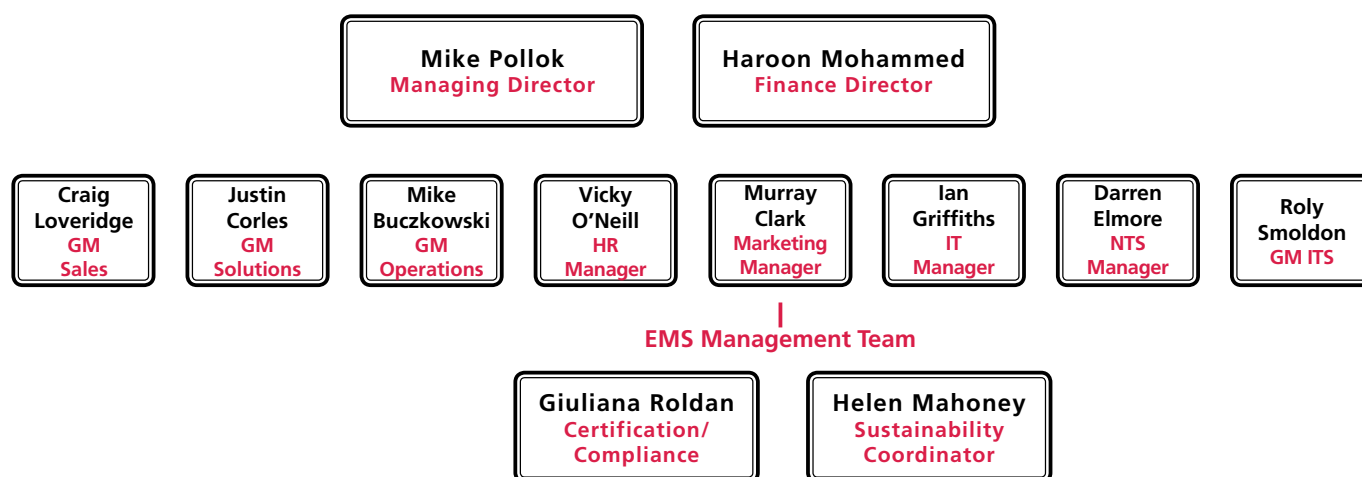 Mike Pollok
Managing Director
Haroon Mohammed
Finance Director
Craig
Loveridge
GM
Sales
Justin
Corles
GM
Solutions
Mike
Buczkowski
GM
Operations
Vicky
O’Neill
HR
Manager
Murray
Clark
Marketing
Manager
Ian
Griffiths
IT
Manager
Darren
Elmore
NTS
Manager
Roly
Smoldon
GM ITS
EMS Management Team
Giuliana Roldan
Certification/
Compliance
Helen Mahoney
Sustainability
Coordinator